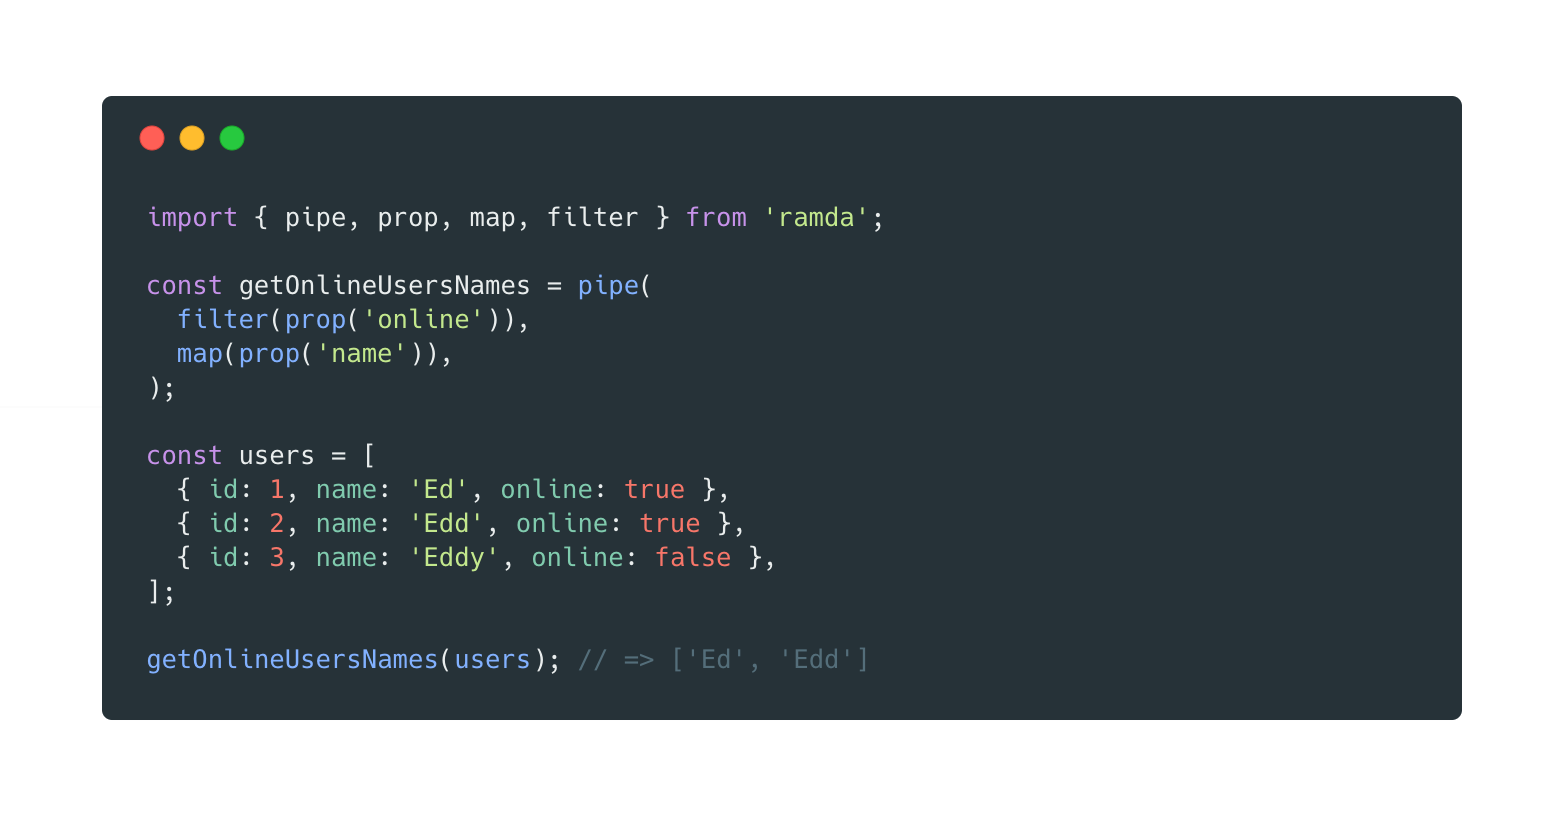 import { pipe, prop, map, filter } from 'ramda';
const getOnlineUsersNames = pipe(
  filter(prop('online')),
  map(prop('name')),
);
const users = [
  { id: 1, name: 'Ed', online: true },
  { id: 2, name: 'Edd', online: true },
  { id: 3, name: 'Eddy', online: false },
];
getOnlineUsersNames(users); // => ['Ed', 'Edd']